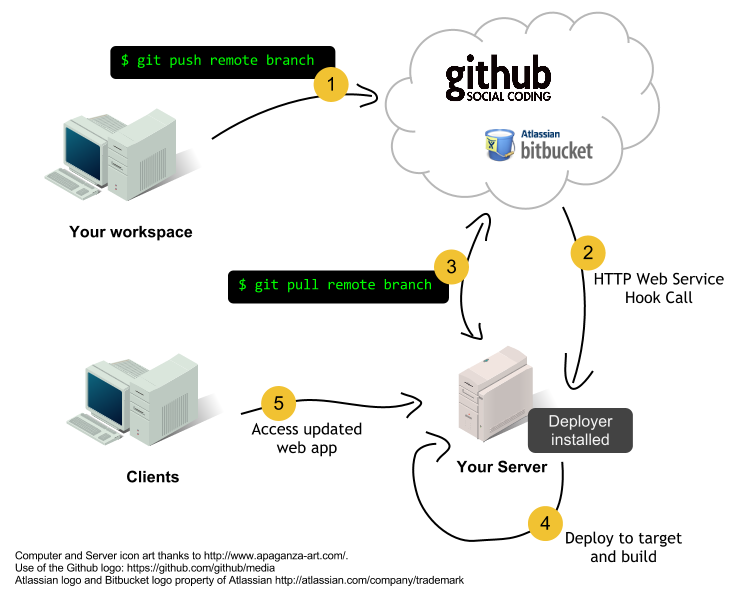 $ git push remote branch
1
github
SOCIAL CODING
Atlassian
bitbucket
Your workspace
2
HTTP Web Service
Hook Call
3
$ git pull remote branch
5
Access updated
web app
Clients
Deployer
installed
Your Server
4
Deploy to target
and build
Computer and Server icon art thanks to http://www.apaganza-art.com/.
Use of the Github logo: https://github.com/github/media
Atlassian logo and Bitbucket logo property of Atlassian http://atlassian.com/company/trademark